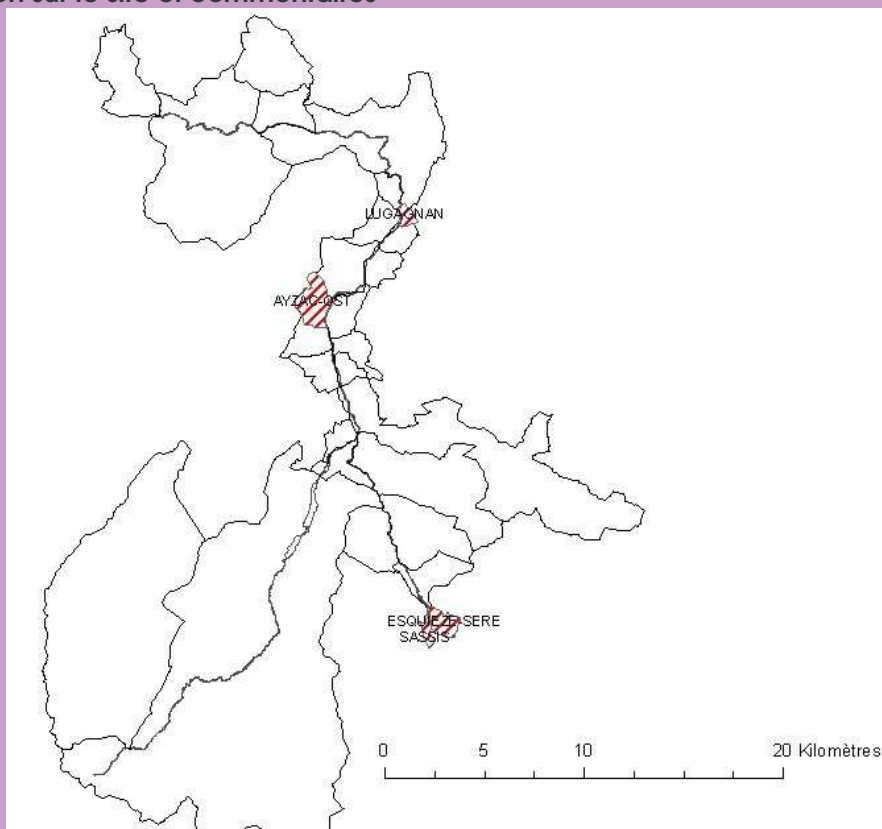 LUGAGNAN
AYZAC-OST
ESQUIEZE-SERE
SASSIS
0 5 10 20 Kilomètres